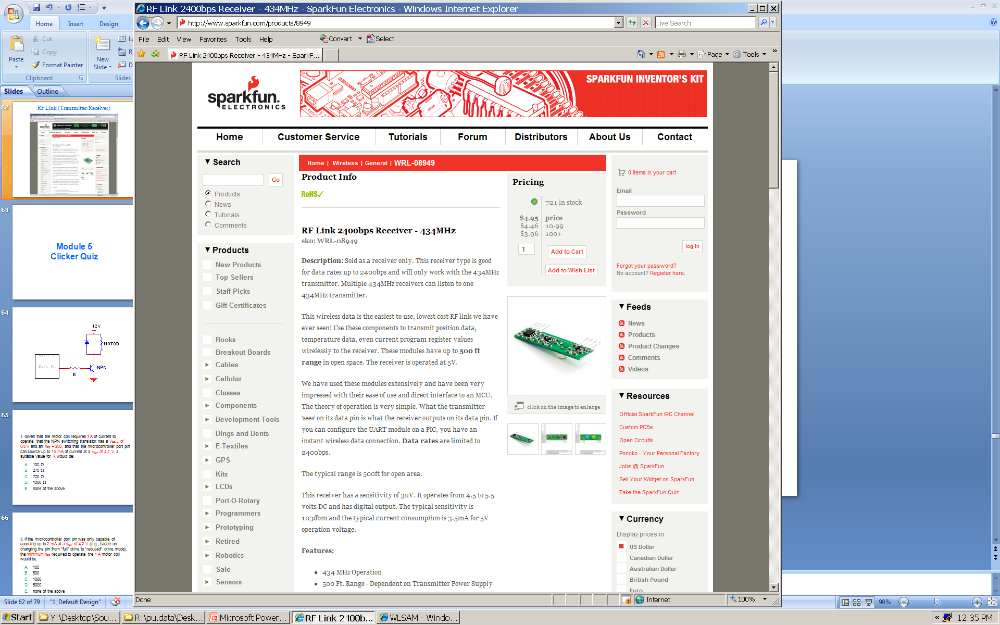 RF Link 2400bps Receiver - 434MHz - SparkFun Electronics - Windows Internet Explorer
http://www.sparkfun.com/products/8949
Live Search
File Edit View Favorites Tools Help Convert Select
RF Link 2400bps Receiver - 434MHz - SparkF...
Page Tools
Home Insert Design
Paste
Cut
Copy
Format Painter
Clipboard
New
Slide
Slides
Slides Outline
62
RF Link (Transmitter/Receiver)
63
Module 5
Clicker Quiz
64
12V
MOTOR
Port Pin
R
NPN
65
1. Given that the motor coil requires 1 A of current to
operate, that the NPN switching transistor has a
0.6 V and an hFE = 200, and that the microcontroller port pin
can source up to 10 mA of current at a VOH of 4.2 V, a
suitable value for R would be:
A. 100 Ω
B. 270 Ω
C. 720 Ω
D. 1000 Ω
E. none of the above
66
2. If the microcontroller port pin was only capable of
sourcing up to 2 mA at a VOH of 4.2 V (e.g., based on
changing the pin from "full" drive to "reduced" drive mode),
the minimum hFE required to operate the 1 A motor coil
would be:
A. 100
B. 500
C. 1000
D. 5000
E. none of the above
sparkfun.
ELECTRONICS
SPARKFUN INVENTOR'S KIT
Home Customer Service Tutorials Forum Distributors About Us Contact
Search
Go
Products
News
Tutorials
Comments
Products
New Products
Top Sellers
Staff Picks
Gift Certificates
Books
Breakout Boards
Cables
Cellular
Classes
Components
Development Tools
Dings and Dents
E-Textiles
GPS
Kits
LCDs
Port-O-Rotary
Programmers
Prototyping
Retired
Robotics
Sale
Sensors
Home | Wireless | General | WRL-08949
Product Info
RoHS✓
RF Link 2400bps Receiver - 434MHz
sku: WRL-08949
Description: Sold as a receiver only. This receiver type is good
for data rates up to 2400bps and will only work with the 434MHz
transmitter. Multiple 434MHz receivers can listen to one
434MHz transmitter.
This wireless data is the easiest to use, lowest cost RF link we have
ever seen! Use these components to transmit position data,
temperature data, even current program register values
wirelessly to the receiver. These modules have up to 500 ft
range in open space. The receiver is operated at 5V.
We have used these modules extensively and have been very
impressed with their ease of use and direct interface to an MCU.
The theory of operation is very simple. What the transmitter
'sees' on its data pin is what the receiver outputs on its data pin. If
you can configure the UART module on a PIC, you have an
instant wireless data connection. Data rates are limited to
2400bps.
The typical range is 500ft for open area.
This receiver has a sensitivity of 3uV. It operates from 4.5 to 5.5
volts-DC and has digital output. The typical sensitivity is -
103dbm and the typical current consumption is 3.5mA for 5V
operation voltage.
Features:
• 434 MHz Operation
• 500 Ft. Range - Dependent on Transmitter Power Supply
Pricing
721 in stock
$4.95 price
$4.46 10-99
$3.96 100+
1
Add to Cart
Add to Wish List
click on the image to enlarge
0 items in your cart
Email
Password
log in
Forgot your password?
No account? Register here.
Feeds
News
Products
Product Changes
Comments
Videos
Resources
Official SparkFun IRC Channel
Custom PCBs
Open Circuits
Ponoko - Your Personal Factory
Jobs @ SparkFun
Sell Your Widget on SparkFun
Take the SparkFun Quiz
Currency
Display prices in
US Dollar
Canadian Dollar
Australian Dollar
British Pound
Euro
Done
Internet
100%
Slide 62 of 79 "1_Default Design"
90%
Start Y:\Desktop\Sou... R:\pu.data\Desk... Microsoft Power... RF Link 2400b... WLSAM - Windo... 12:35 PM